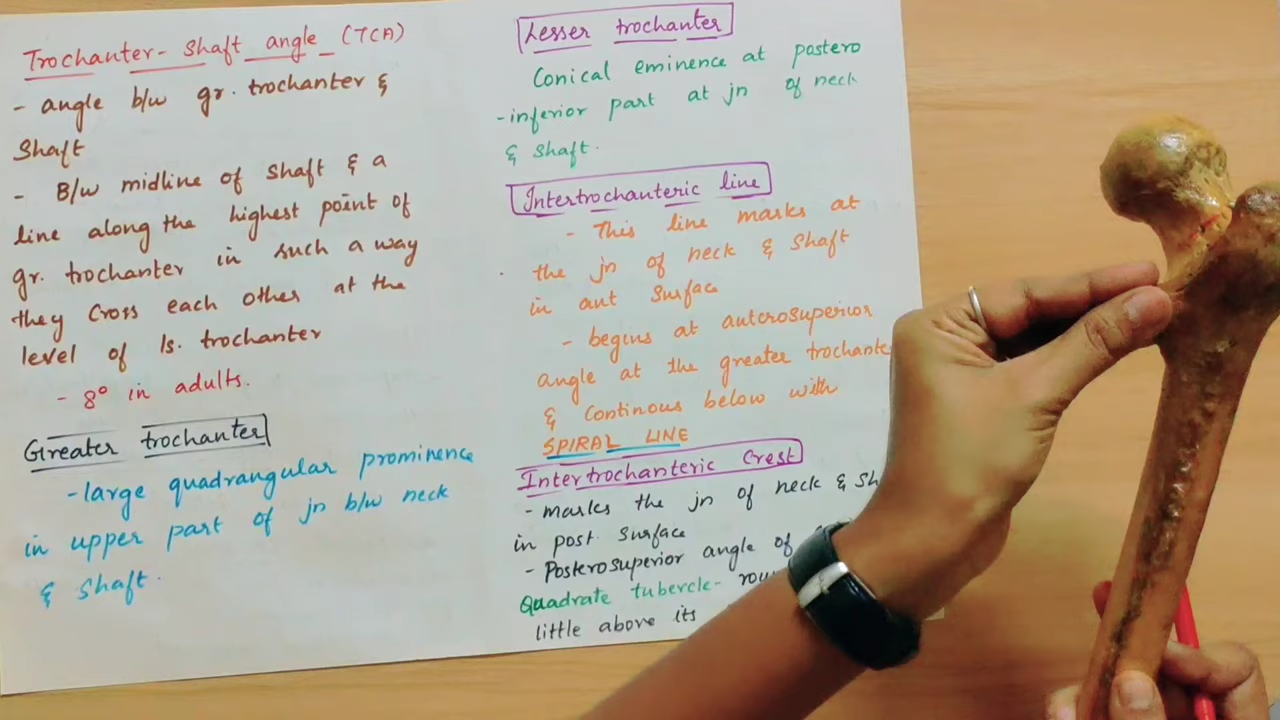 Trochanter - shaft angle (TCA)
- angle b/w gr. trochanter &
Shaft
- B/w midline of shaft & a
line along the highest point of
gr. trochanter in such a way
they cross each other at the
level of ls. trochanter
- 8° in adults.
Greater trochanter
- large quadrangular prominence
in upper part of jn b/w neck
& Shaft.
Lesser trochanter
Conical eminence at postero
- inferior part at jn of neck
& shaft.
Intertrochanteric line
- This line marks at
the jn of neck & Shaft
in ant surface
- begins at anterosuperior
angle at the greater trochante
& Continous below with
SPIRAL LINE
Intertrochanteric Crest
- marks the jn of neck & Sh
in post. Surface
- Posterosuperior angle of
Quadrate tubercle - rou
little above its